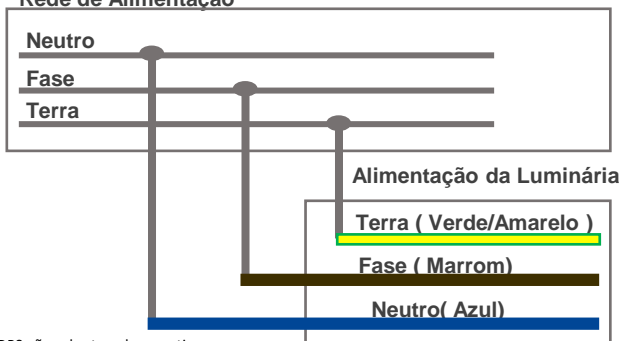 Rede de Alimentação
Neutro
Fase
Terra
Alimentação da Luminária
Terra ( Verde/Amarelo )
Fase ( Marrom)
Neutro( Azul)